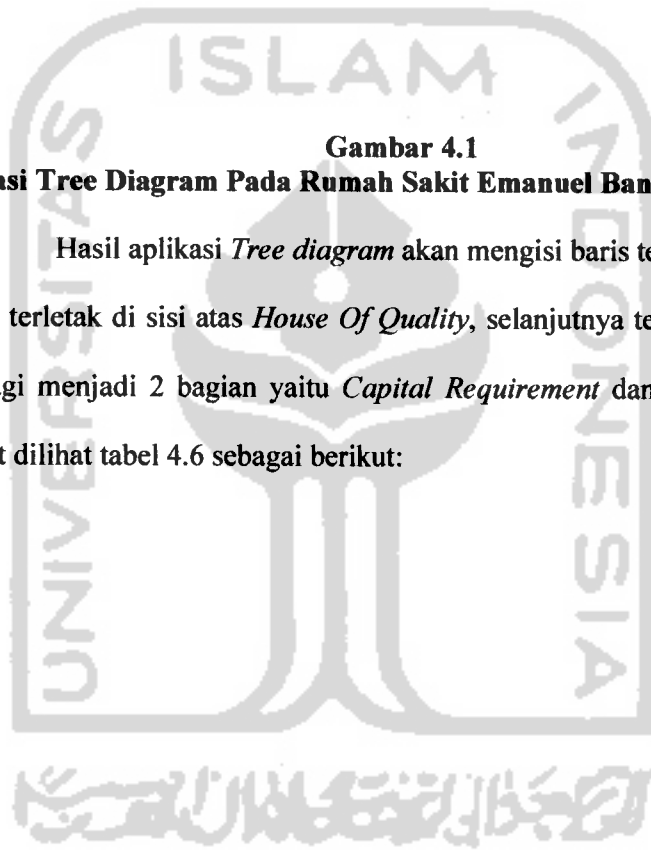 ISLAM
UNIVERSITAS
INDONESIA
Gambar 4.1
asi Tree Diagram Pada Rumah Sakit Emanuel Ban
Hasil aplikasi Tree diagram akan mengisi baris te
terletak di sisi atas House Of Quality, selanjutnya te
gi menjadi 2 bagian yaitu Capital Requirement dan
t dilihat tabel 4.6 sebagai berikut: